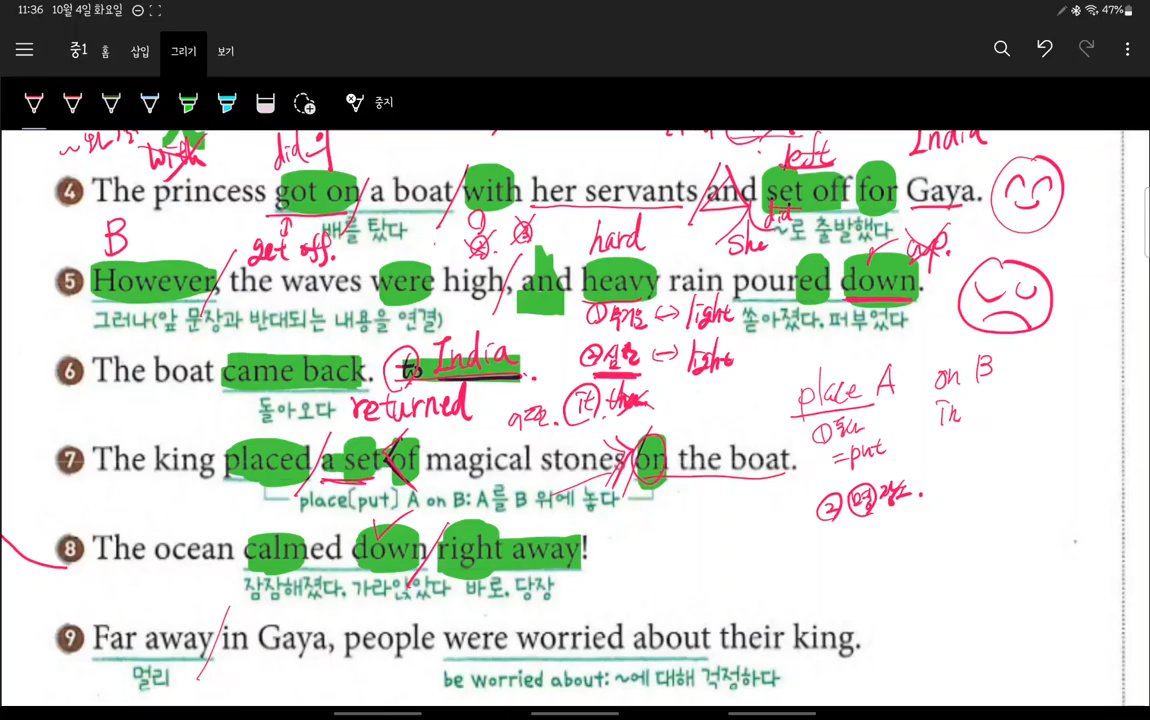 11:36 10월 4일 화요일
47%
중1 홈 삽입 그리기 보기
중지
with did left India
4 The princess got on a boat with her servants and set off for Gaya.
배를 탔다 did ~로 출발했다
B get off. hard She
5 However, the waves were high, and heavy rain poured down.
그러나(앞 문장과 반대되는 내용을 연결) ① light 쏟아졌다. 퍼부었다
6 The boat came back. to India. ② light
돌아오다 returned it place A on B
in
7 The king placed a set of magical stones on the boat. ① =put
place(put) A on B: A를 B 위에 놓다 ②
8 The ocean calmed down right away!
잠잠해졌다. 가라앉았다 바로, 당장
9 Far away in Gaya, people were worried about their king.
멀리 be worried about: ~에 대해 걱정하다